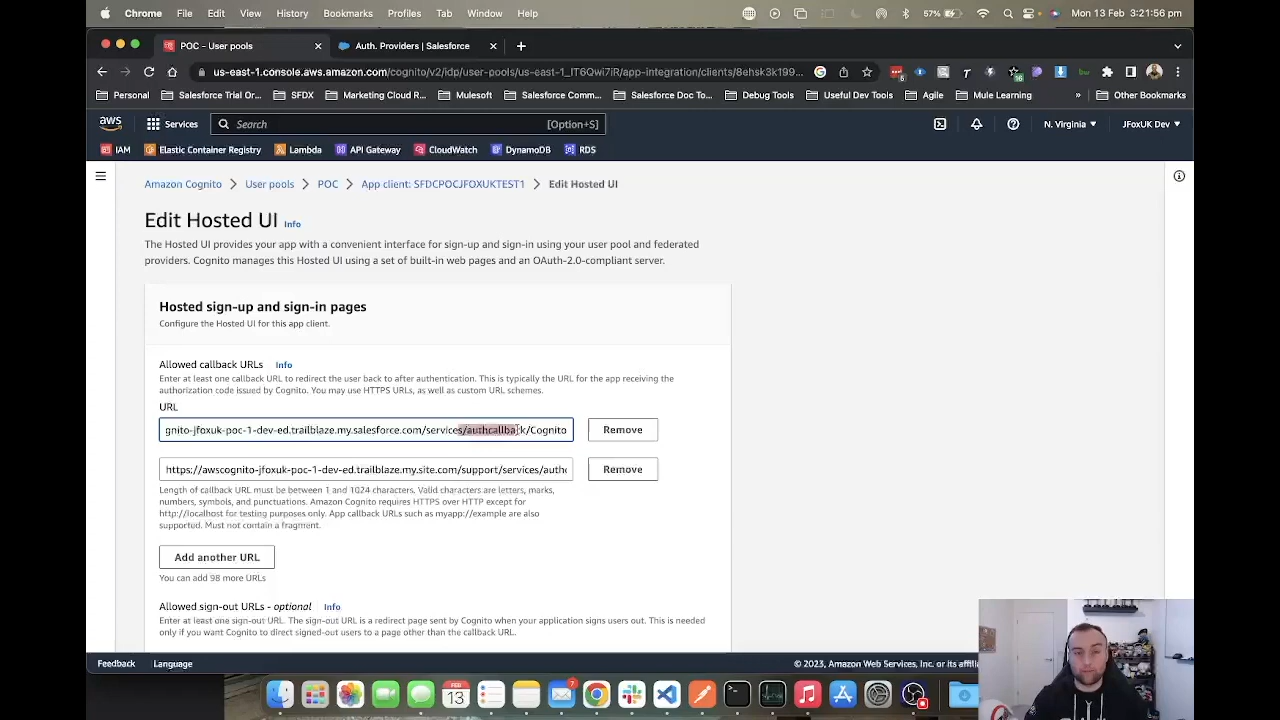 Chrome File Edit View History Bookmarks Profiles Tab Window Help 57% Mon 13 Feb 3:21:56 pm
POC - User pools Auth. Providers | Salesforce
us-east-1.console.aws.amazon.com/cognito/v2/idp/user-pools/us-east-1_IT6Qwi7iR/app-integration/clients/8ehsk3k199...
Personal Salesforce Trial Or... SFDX Marketing Cloud R... Mulesoft Salesforce Comm... Salesforce Doc To... Debug Tools Useful Dev Tools Agile Mule Learning » Other Bookmarks
aws Services Search [Option+S] N. Virginia JFoxUK Dev
IAM Elastic Container Registry Lambda API Gateway CloudWatch DynamoDB RDS
Amazon Cognito > User pools > POC > App client: SFDCPOCJFOXUKTEST1 > Edit Hosted UI
Edit Hosted UI Info
The Hosted UI provides your app with a convenient interface for sign-up and sign-in using your user pool and federated
providers. Cognito manages this Hosted UI using a set of built-in web pages and an OAuth-2.0-compliant server.
Hosted sign-up and sign-in pages
Configure the Hosted UI for this app client.
Allowed callback URLs Info
Enter at least one callback URL to redirect the user back to after authentication. This is typically the URL for the app receiving the
authorization code issued by Cognito. You may use HTTPS URLs, as well as custom URL schemes.
URL
gnito-jfoxuk-poc-1-dev-ed.trailblaze.my.salesforce.com/services/authcallback/Cognito Remove
https://awscognito-jfoxuk-poc-1-dev-ed.trailblaze.my.site.com/support/services/authc Remove
Length of callback URL must be between 1 and 1024 characters. Valid characters are letters, marks,
numbers, symbols, and punctuations. Amazon Cognito requires HTTPS over HTTP except for
http://localhost for testing purposes only. App callback URLs such as myapp://example are also
supported. Must not contain a fragment.
Add another URL
You can add 98 more URLs
Allowed sign-out URLs - optional Info
Enter at least one sign-out URL. The sign-out URL is a redirect page sent by Cognito when your application signs users out. This is needed
only if you want Cognito to direct signed-out users to a page other than the callback URL.
Feedback Language © 2023, Amazon Web Services, Inc. or its affili
FEB
13
7